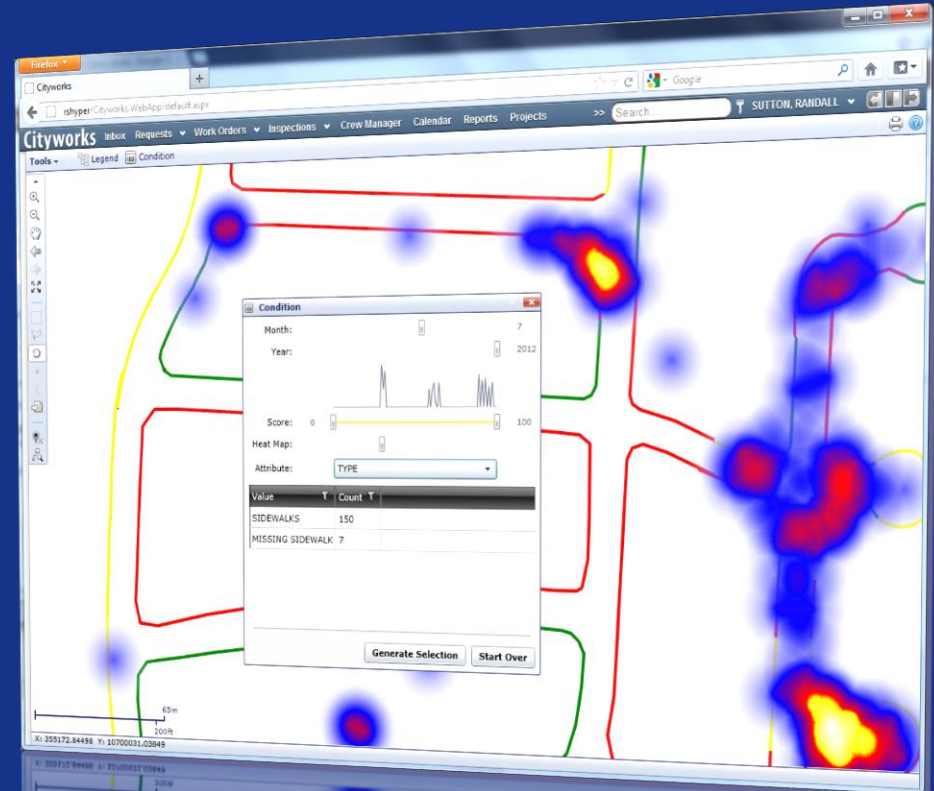 Firefox
Cityworks
+
rshyper/Cityworks.WebApp/default.aspx
Google
Cityworks Inbox Requests Work Orders Inspections Crew Manager Calendar Reports Projects >> Search SUTTON, RANDALL
Tools Legend Condition
Condition
Month: 7
Year: 2012
Score: 0 100
Heat Map:
Attribute: TYPE
Value Count
SIDEWALKS 150
MISSING SIDEWALK 7
Generate Selection Start Over
65m
200ft
X: 355172.84498 Y: 10700031.03849